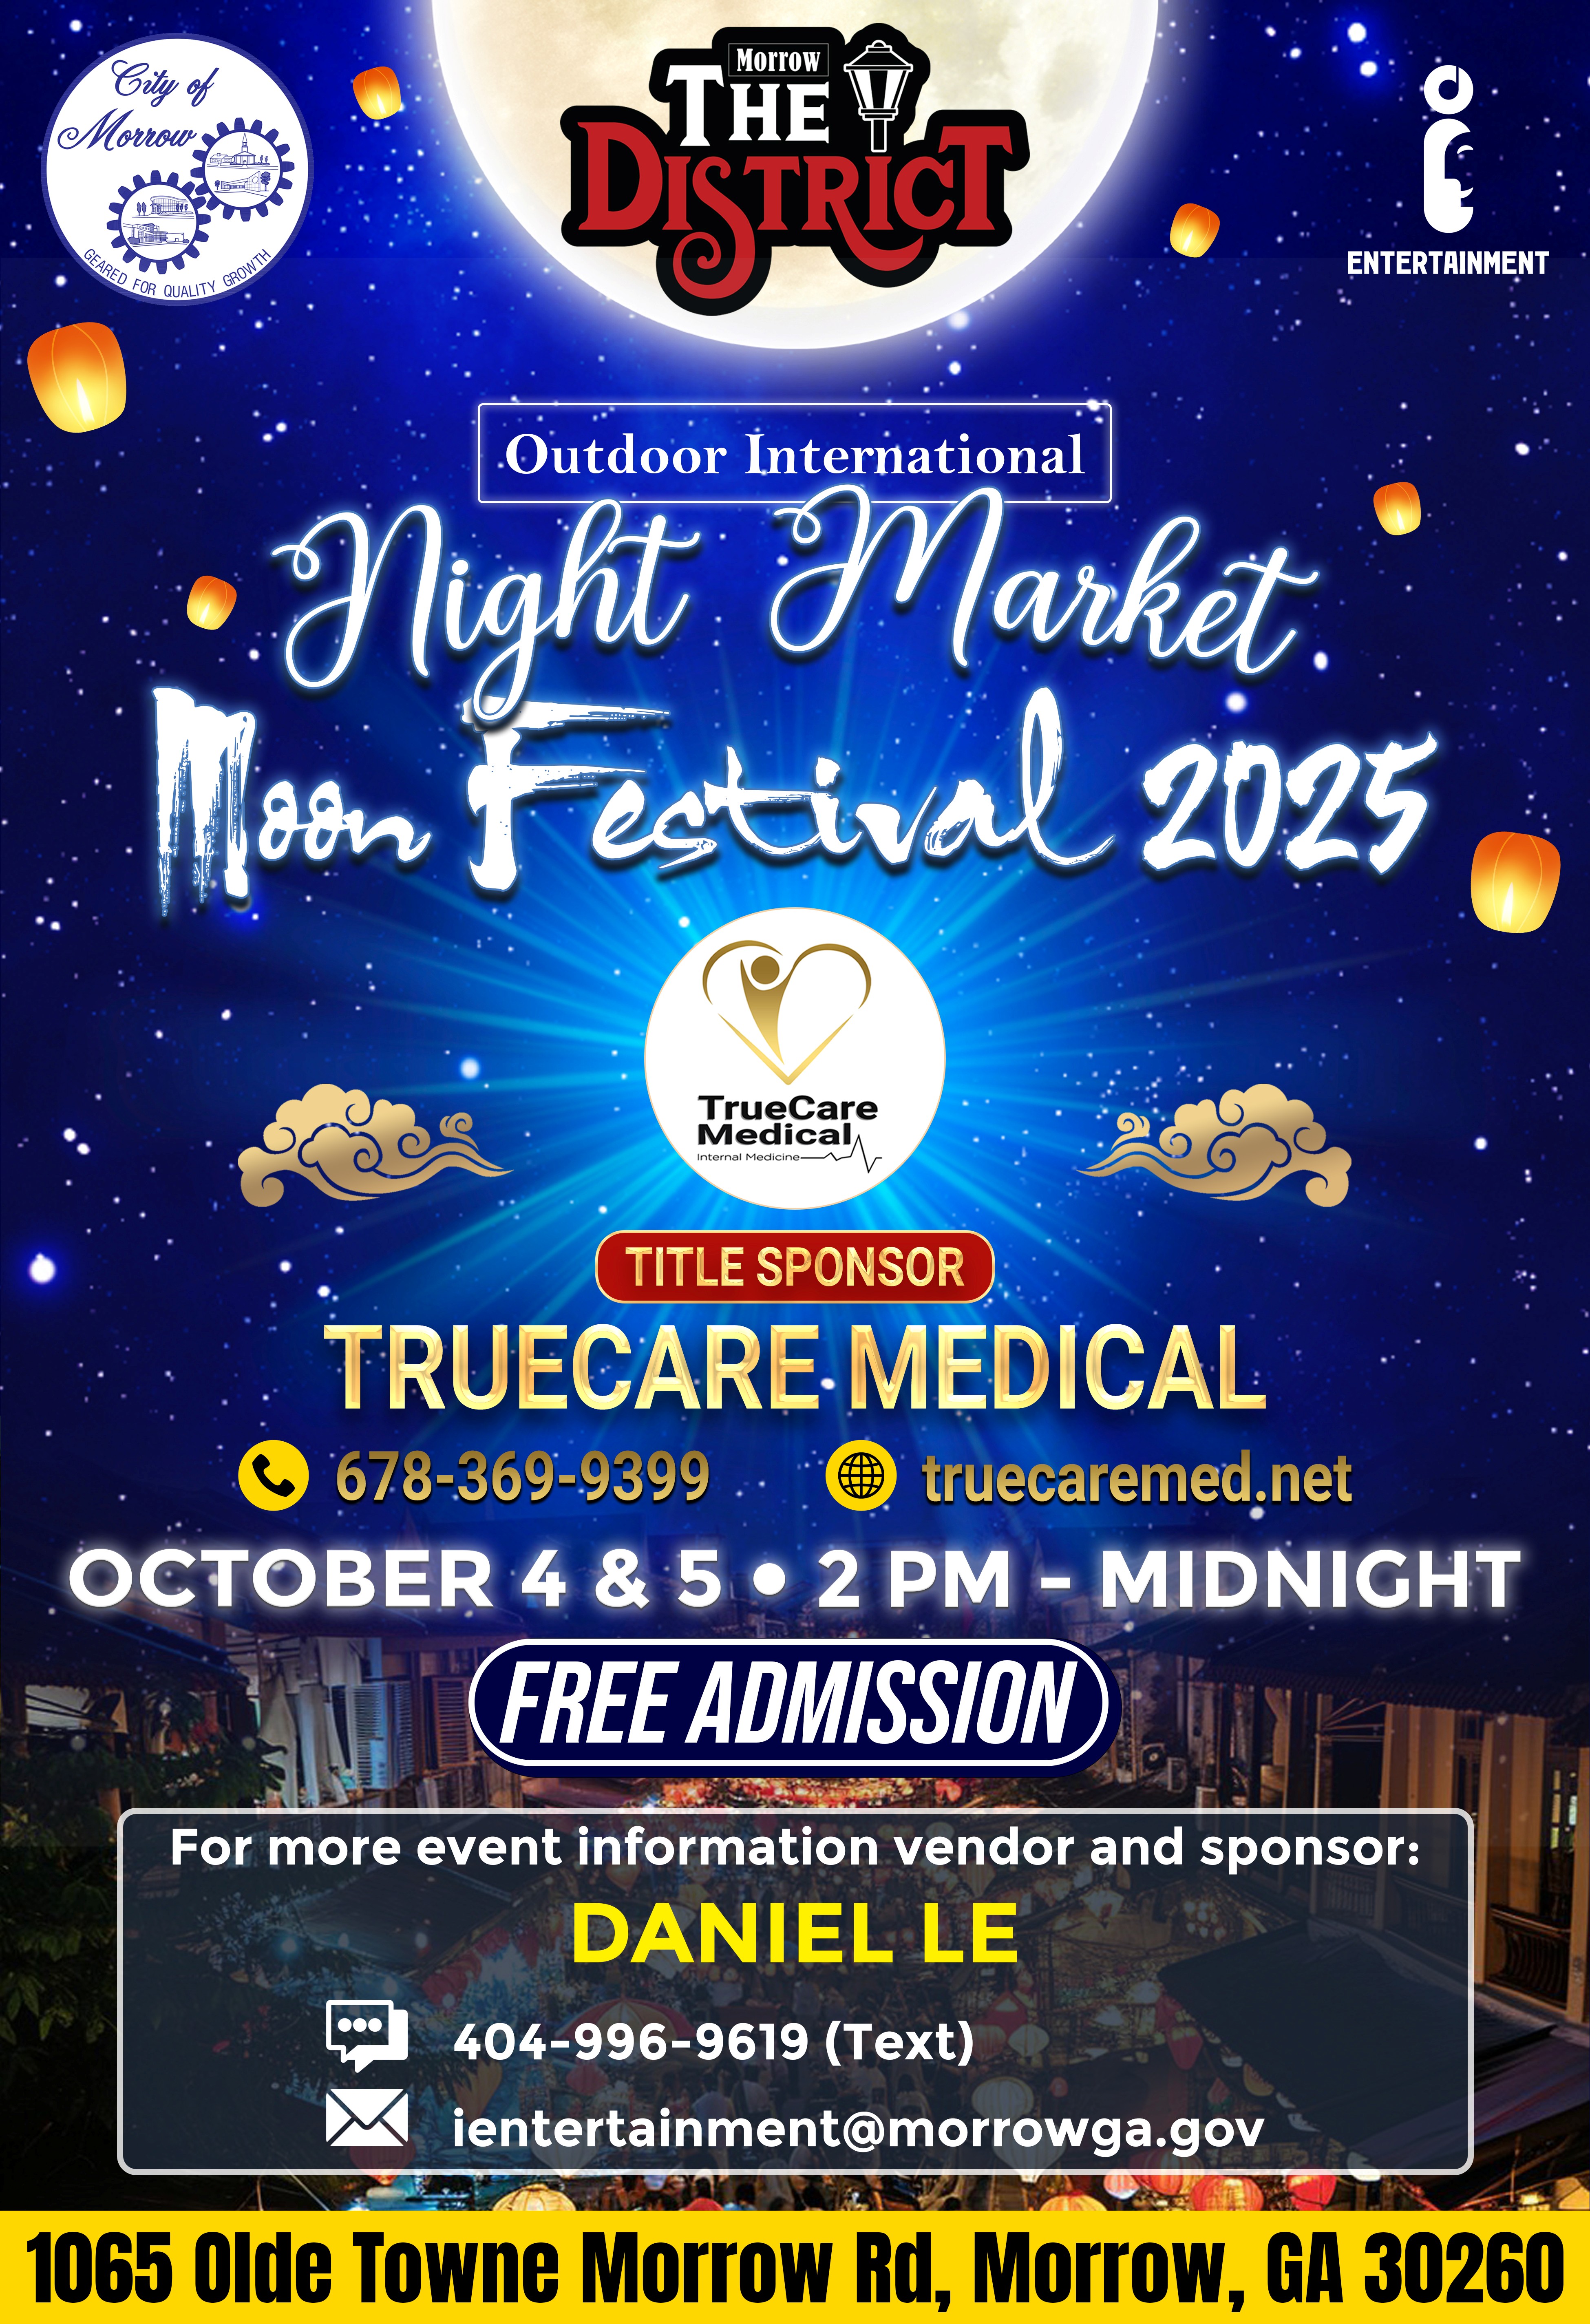 City of
Morrow
GEARED FOR QUALITY GROWTH
Morrow
THE
DISTRICT
ENTERTAINMENT
Outdoor International
Night Market
Moon Festival 2025
TrueCare
Medical
Internal Medicine
TITLE SPONSOR
TRUECARE MEDICAL
678-369-9399
truecaremed.net
OCTOBER 4 & 5 • 2 PM - MIDNIGHT
FREE ADMISSION
For more event information vendor and sponsor:
DANIEL LE
404-996-9619 (Text)
ientertainment@morrowga.gov
1065 Olde Towne Morrow Rd, Morrow, GA 30260